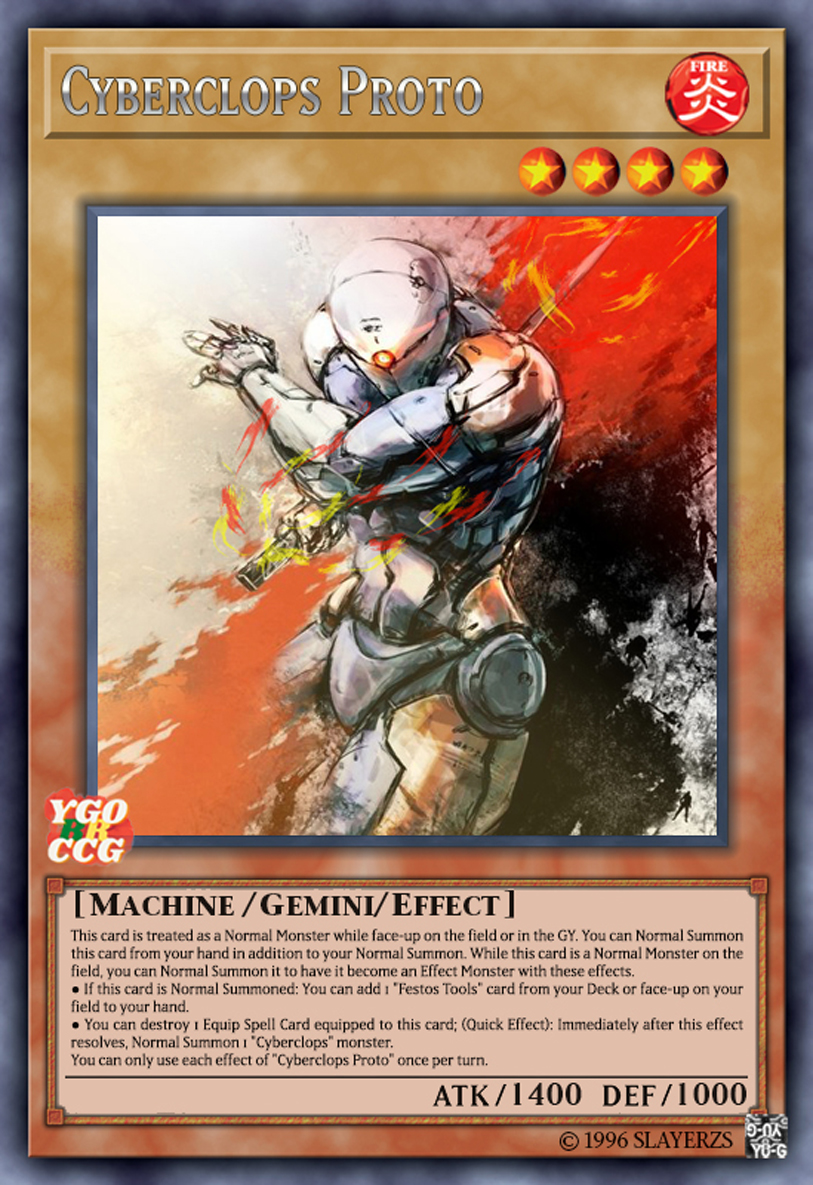 CYBERCLOPS PROTO
FIRE
炎
YGO
BR
CCG
[MACHINE /GEMINI/EFFECT]
This card is treated as a Normal Monster while face-up on the field or in the GY. You can Normal Summon
this card from your hand in addition to your Normal Summon. While this card is a Normal Monster on the
field, you can Normal Summon it to have it become an Effect Monster with these effects.
● If this card is Normal Summoned: You can add 1 "Festos Tools" card from your Deck or face-up on your
field to your hand.
● You can destroy 1 Equip Spell Card equipped to this card; (Quick Effect): Immediately after this effect
resolves, Normal Summon 1 "Cyberclops" monster.
You can only use each effect of "Cyberclops Proto" once per turn.
ATK/1400 DEF/1000
© 1996 SLAYERZS